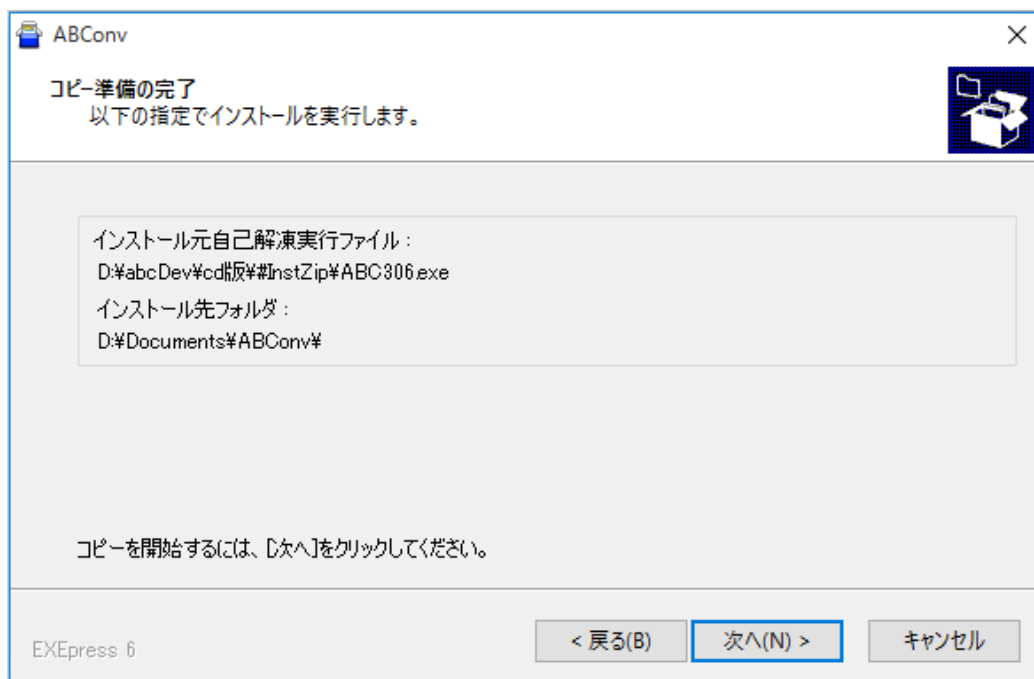 ABConv
コピー準備の完了
以下の指定でインストールを実行します。
インストール元自己解凍実行ファイル：
D:¥abcDev¥cd版¥#InstZip¥ABC306.exe
インストール先フォルダ：
D:¥Documents¥ABConv¥
コピーを開始するには、[次へ]をクリックしてください。
EXEpress 6
< 戻る(B)
次へ(N) >
キャンセル